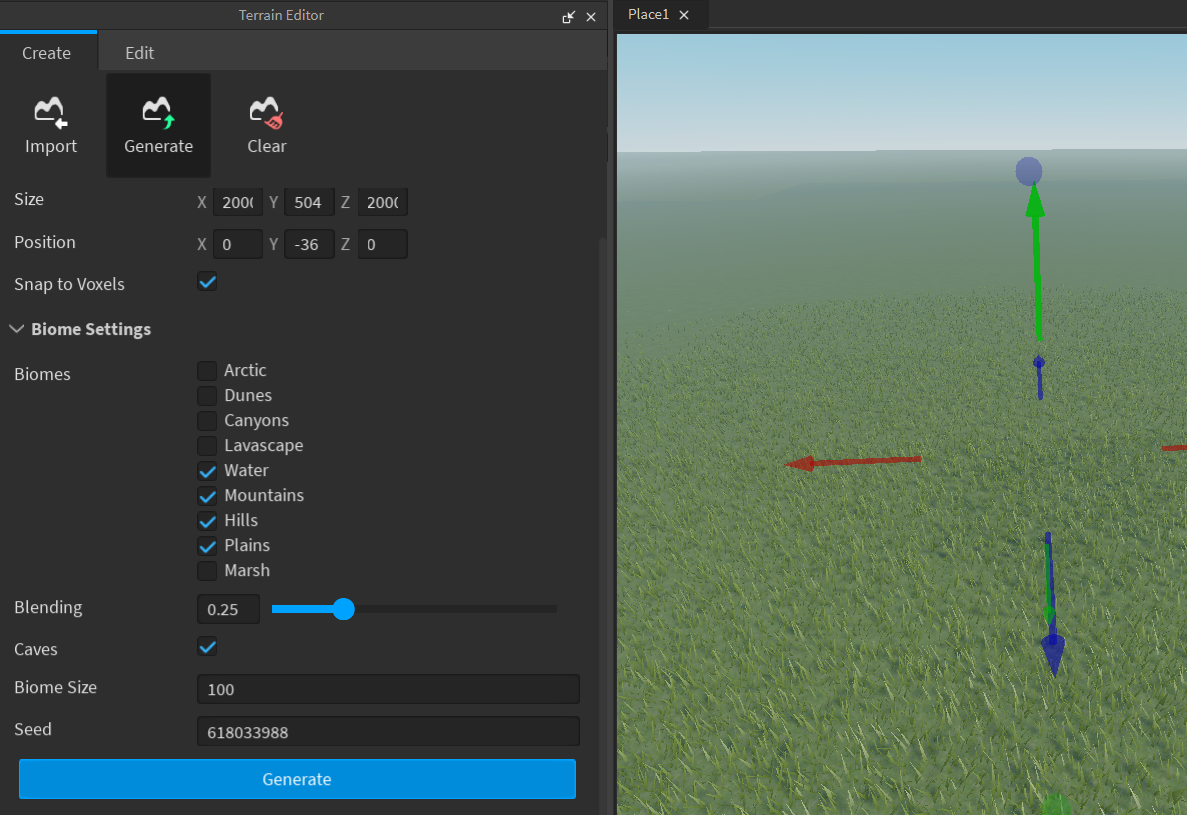 Terrain Editor
Place1
Create Edit
Import Generate Clear
Size X 200 Y 504 Z 200
Position X 0 Y -36 Z 0
Snap to Voxels
Biome Settings
Biomes
Arctic
Dunes
Canyons
Lavascape
Water
Mountains
Hills
Plains
Marsh
Blending 0.25
Caves
Biome Size 100
Seed 618033988
Generate